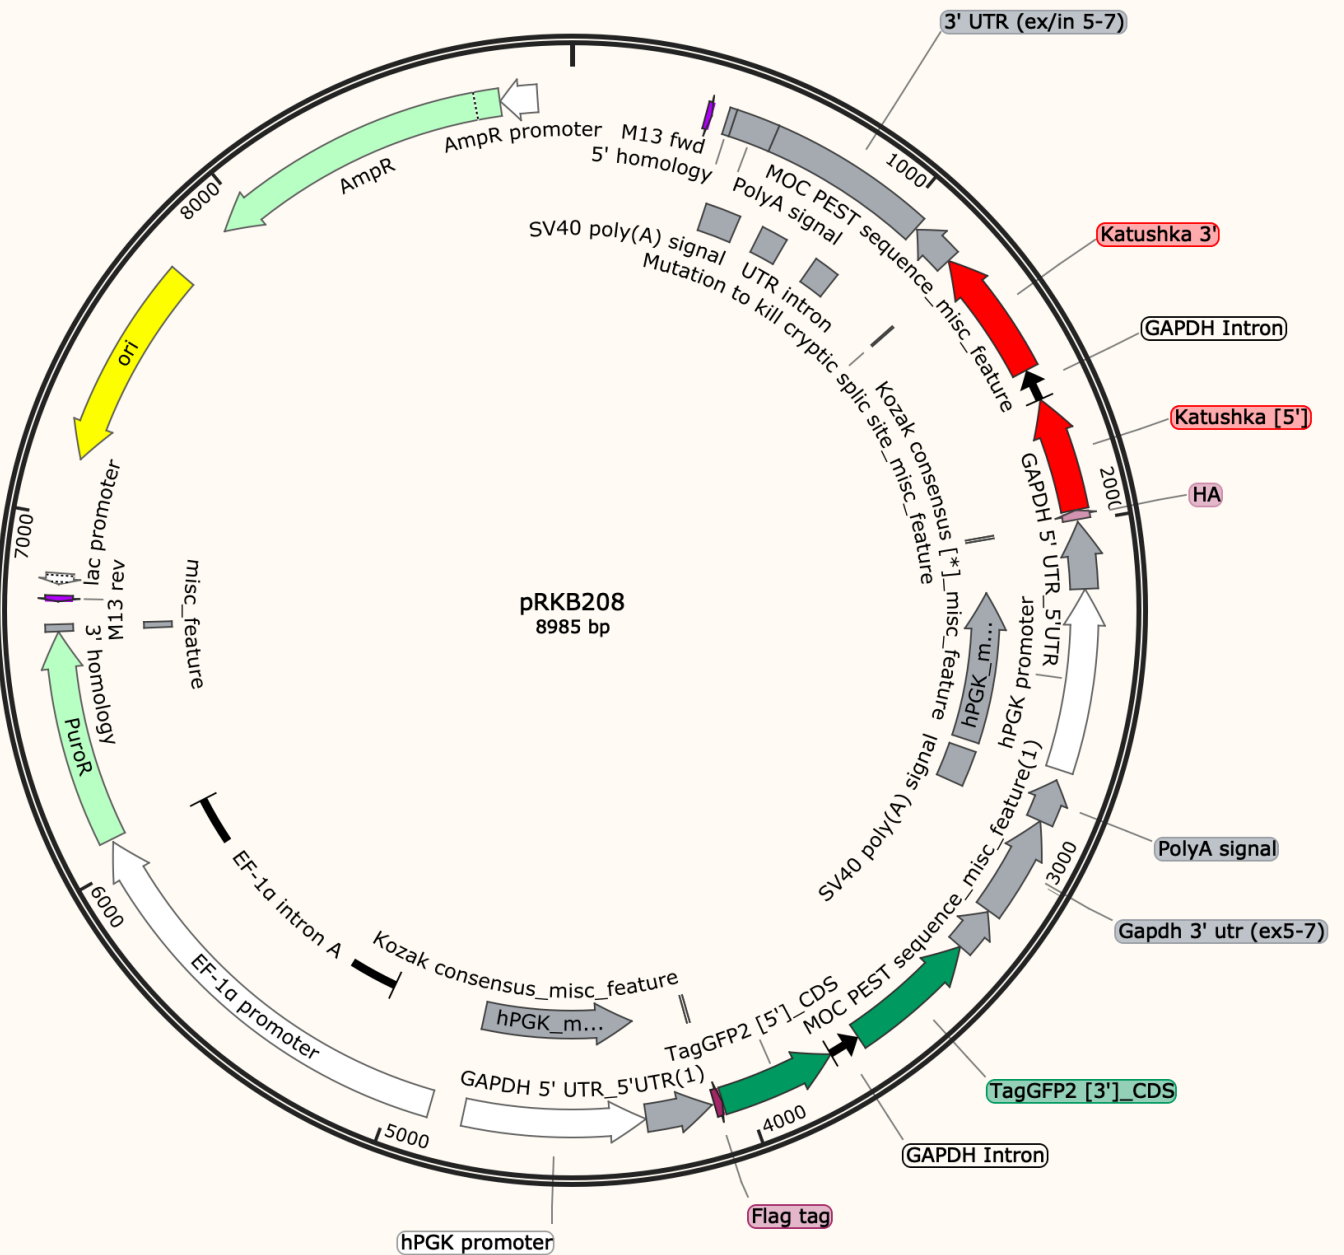 3' UTR (ex/in 5-7)
AmpR promoter
M13 fwd
5' homology
AmpR
1000
MOC PEST sequence_misc_feature
PolyA signal
8000
SV40 poly(A) signal
Katushka 3'
UTR intron
Mutation to kill cryptic splic site_misc_feature
GAPDH Intron
ori
Kozak consensus [*]_misc_feature
Katushka [5']
GAPDH 5' UTR_5'UTR
2000
HA
7000
lac promoter
M13 rev
misc_feature
pRKB208
8985 bp
3' homology
hPGK_m...
hPGK promoter
PuroR
SV40 poly(A) signal
MOC PEST sequence_misc_feature(1)
PolyA signal
3000
EF-1α intron A
6000
Gapdh 3' utr (ex5-7)
Kozak consensus_misc_feature
EF-1α promoter
hPGK_m...
TagGFP2 [5']_CDS
GAPDH 5' UTR_5'UTR(1)
TagGFP2 [3']_CDS
5000
4000
GAPDH Intron
Flag tag
hPGK promoter